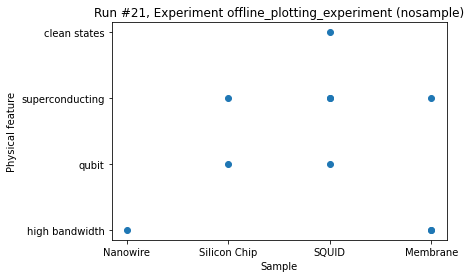 Run #21, Experiment offline_plotting_experiment (nosample)
clean states
superconducting
qubit
high bandwidth
Physical feature
Nanowire Silicon Chip SQUID Membrane
Sample